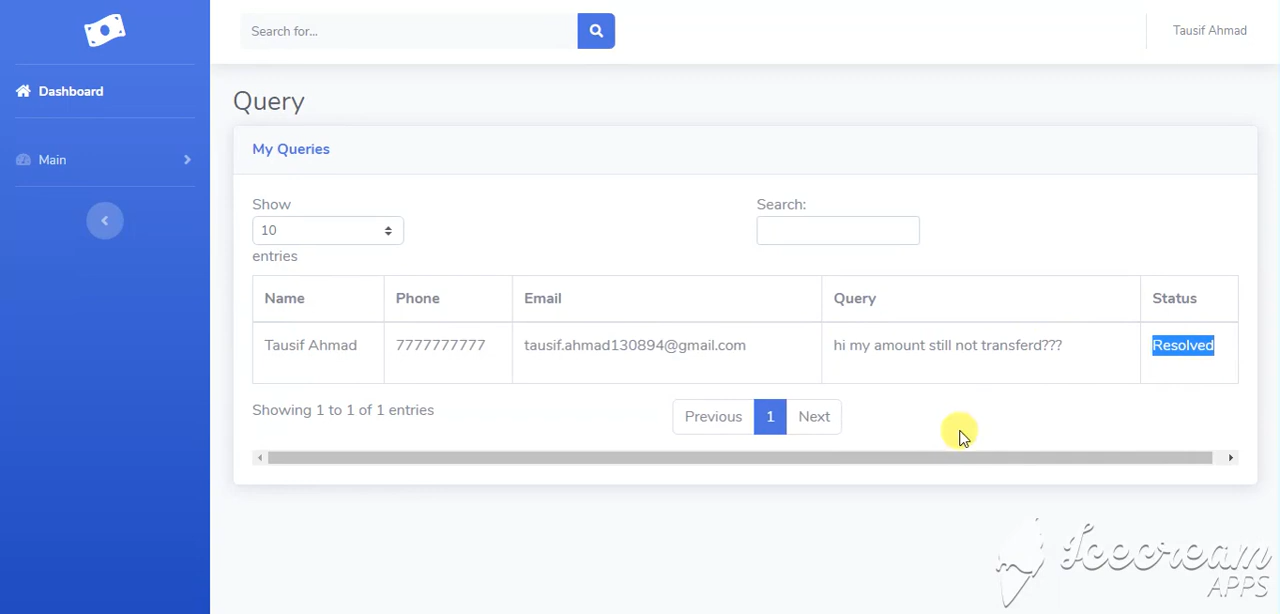 Search for...
Tausif Ahmad
Dashboard
Main
Query
My Queries
Show
10
entries
Search:
Name Phone Email Query Status
Tausif Ahmad 7777777777 tausif.ahmad130894@gmail.com hi my amount still not transferd??? Resolved
Showing 1 to 1 of 1 entries
Previous 1 Next
Icecream
APPS